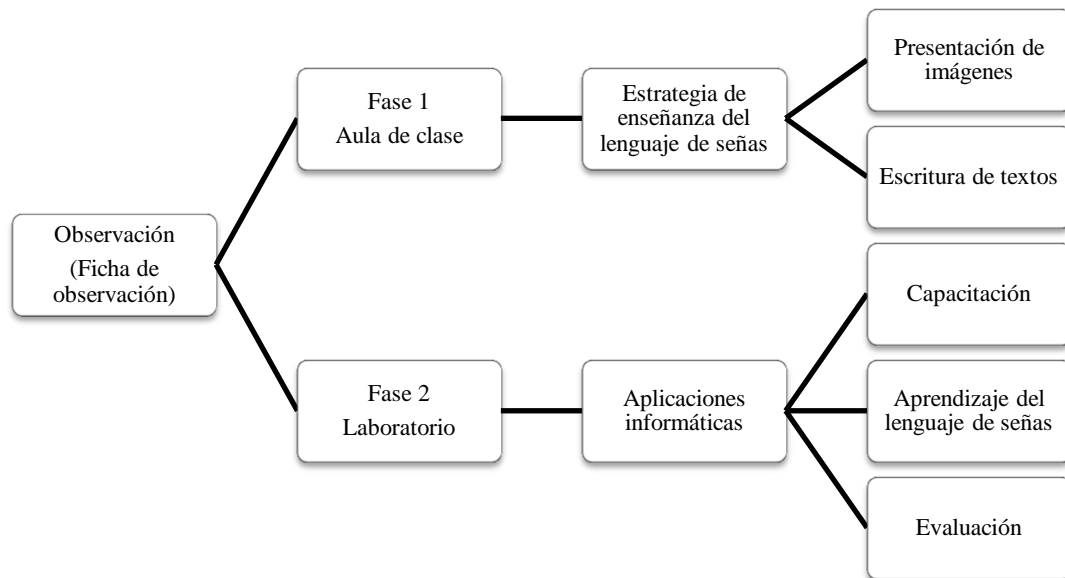 Observación
(Ficha de
observación)
Fase 1
Aula de clase
Estrategia de
enseñanza del
lenguaje de señas
Presentación de
imágenes
Escritura de textos
Fase 2
Laboratorio
Aplicaciones
informáticas
Capacitación
Aprendizaje del
lenguaje de señas
Evaluación